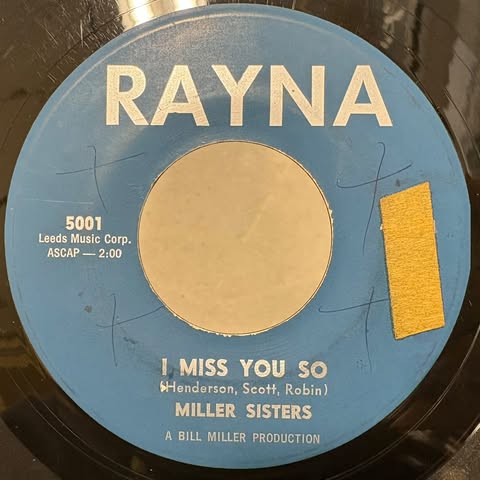 RAYNA
5001
Leeds Music Corp.
ASCAP — 2:00
I MISS YOU SO
(Henderson, Scott, Robin)
MILLER SISTERS
A BILL MILLER PRODUCTION